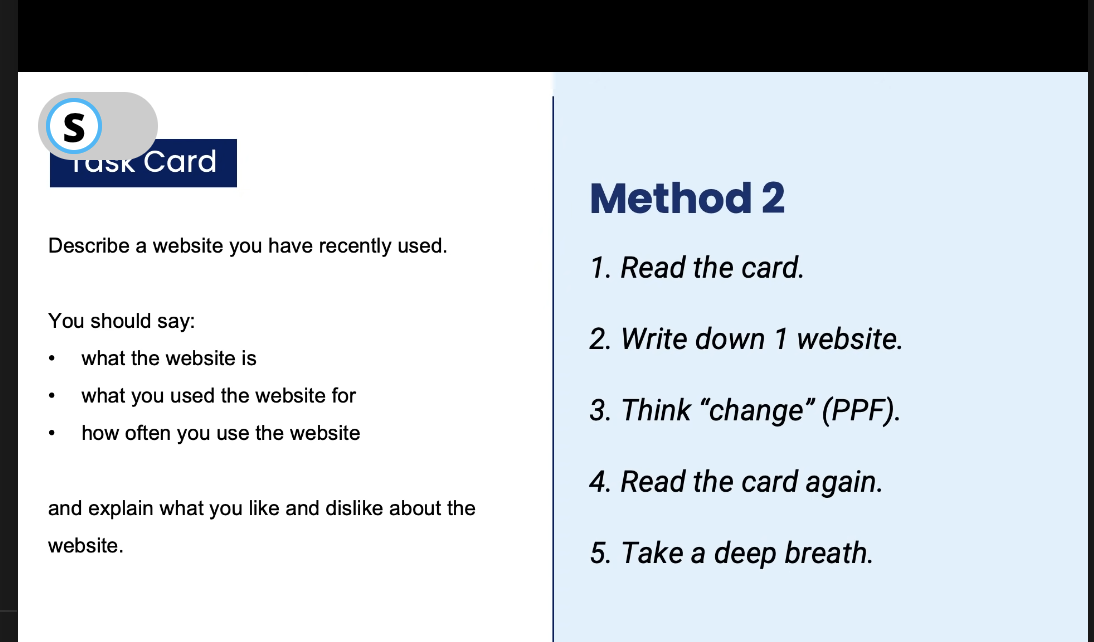 S
Task Card
Describe a website you have recently used.
You should say:
• what the website is
• what you used the website for
• how often you use the website
and explain what you like and dislike about the
website.
Method 2
1. Read the card.
2. Write down 1 website.
3. Think “change” (PPF).
4. Read the card again.
5. Take a deep breath.